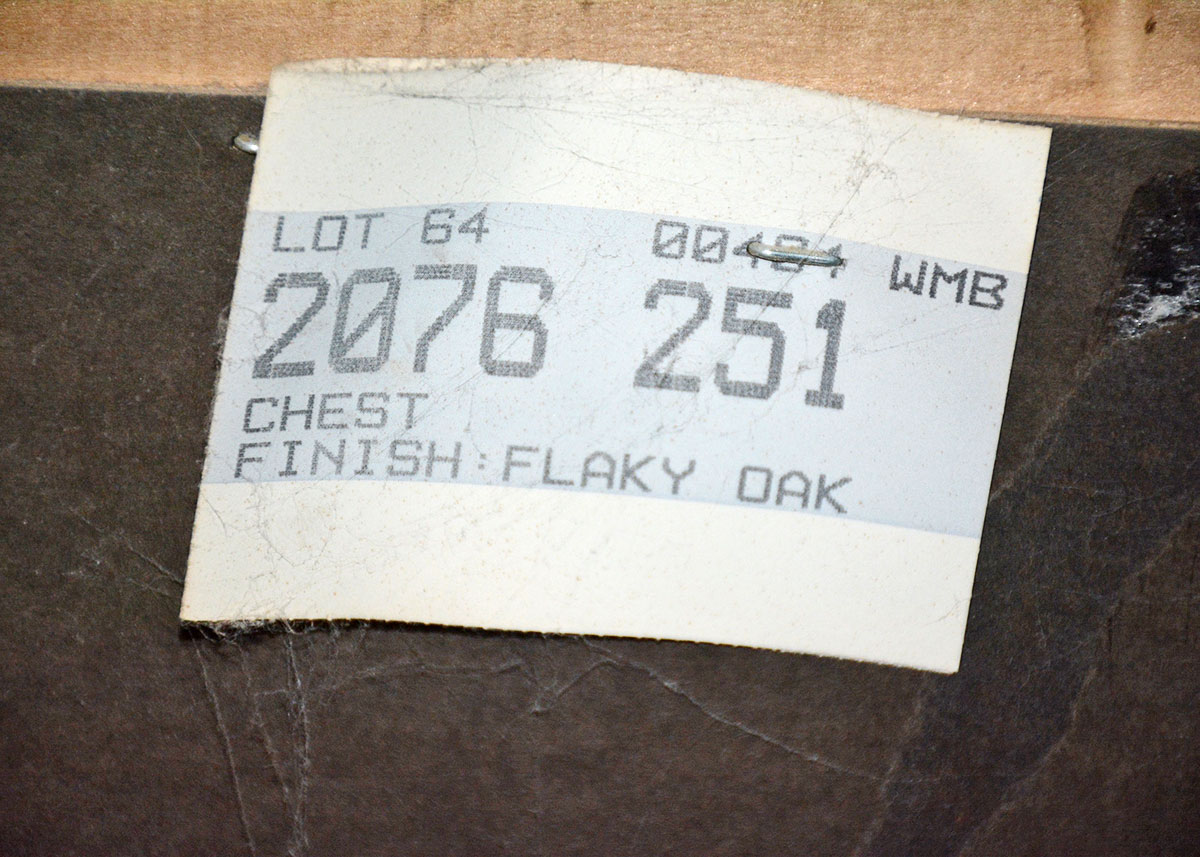 LOT 64 WMB
2076 251
CHEST
FINISH:FLAKY OAK